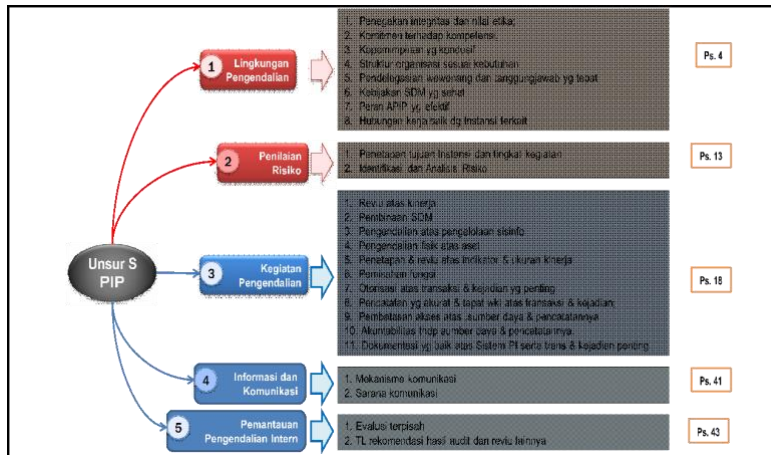 Unsur S
PIP
1
Lingkungan
Pengendalian
1. Penegakan integritas dan nilai etika;
2. Komitmen terhadap kompetensi.
3. Kepemimpinan yg kondusif
4. Struktur organisasi sesuai kebutuhan
5. Pendelegasian wewenang dan tanggungjawab yg tepat
6. Kebijakan SDM yg sehat
7. Peran APIP yg efektif
8. Hubungan kerja baik dg Instansi terkait
Ps. 4
2
Penilaian
Risiko
1. Penetapan tujuan Instansi dan tingkat kegiatan
2. Identifikasi dan Analisis Risiko
Ps. 13
3
Kegiatan
Pengendalian
1. Reviu atas kinerja
2. Pembinaan SDM
3. Pengendalian atas pengelolaan sisinfo
4. Pengendalian fisik atas aset
5. Penetapan & reviu atas Indikator & ukuran kinerja
6. Pemisahan fungsi
7. Otorisasi atas transaksi & kejadian yg penting
8. Pencatatan yg akurat & tepat wkt atas transaksi & kejadian;
9. Pembatasan akses atas sumber daya & pencatatannya
10. Akuntabilitas thdp sumber daya & pencatatannya.
11. Dokumentasi yg baik atas Sistem PI serta trans & kejadian penting
Ps. 18
4
Informasi dan
Komunikasi
1. Mekanisme komunikasi
2. Sarana komunikasi
Ps. 41
5
Pemantauan
Pengendalian Intern
1. Evaluasi terpisah
2. TL rekomendasi hasil audit dan reviu lainnya
Ps. 43